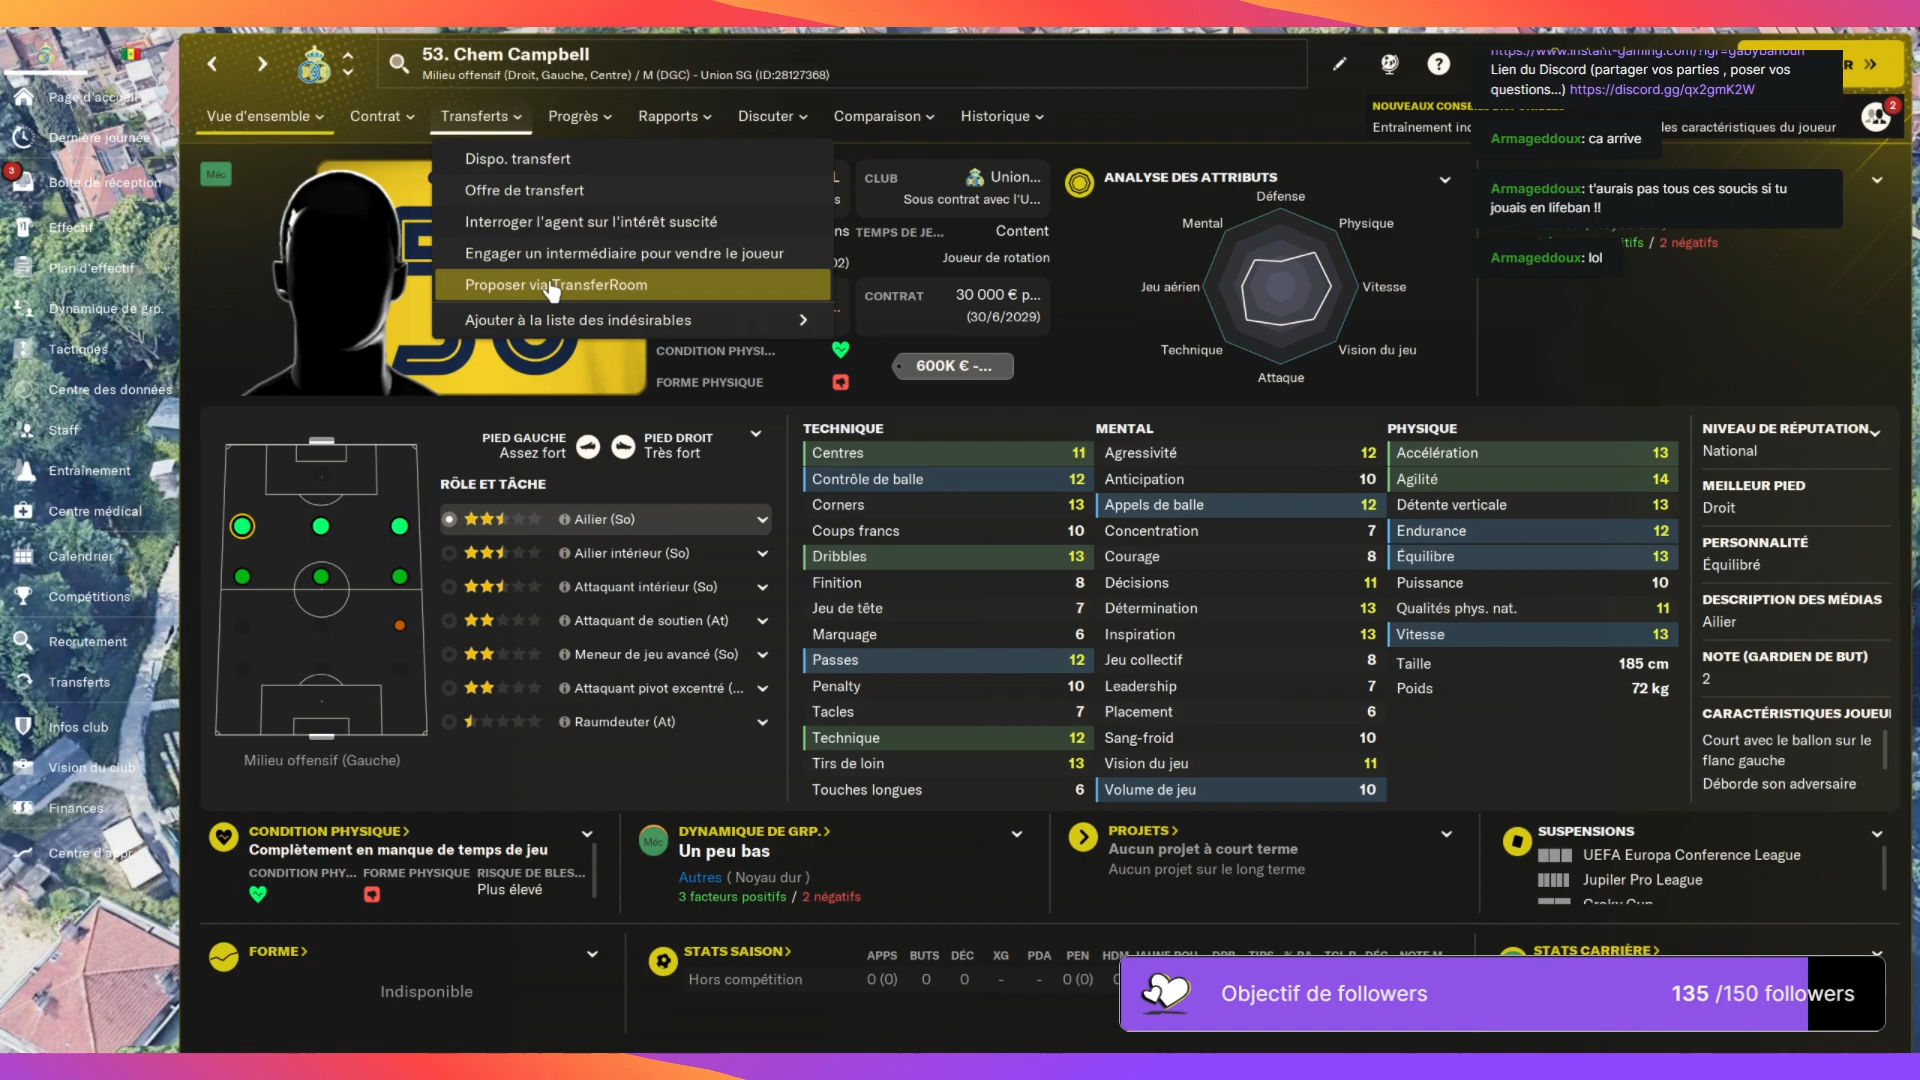 53. Chem Campbell
Milieu offensif (Droit, Gauche, Centre) / M (DGC) - Union SG (ID:28127368)
Vue d'ensemble
Contrat
Transferts
Progrès
Rapports
Discuter
Comparaison
Historique
Page d'accueil
Dernière journée
3
Boîte de réception
Effectif
Plan d'effectif
Dynamique de grp.
Tactiques
Centre des données
Staff
Entraînement
Centre médical
Calendrier
Compétitions
Recrutement
Transferts
Infos club
Vision du club
Finances
Centre d'appr
Méc
Dispo. transfert
Offre de transfert
Interroger l'agent sur l'intérêt suscité
Engager un intermédiaire pour vendre le joueur
Proposer via TransferRoom
Ajouter à la liste des indésirables
CONDITION PHYSI...
FORME PHYSIQUE
CLUB
Union...
Sous contrat avec l'U...
TEMPS DE JE...
Content
Joueur de rotation
CONTRAT
30 000 € p...
(30/6/2029)
600K € -...
ANALYSE DES ATTRIBUTS
Défense
Physique
Vitesse
Vision du jeu
Attaque
Technique
Jeu aérien
Mental
2
les caractéristiques du joueur
https://www.instant-gaming.com/?igr=gabybanoun
Lien du Discord (partager vos parties , poser vos
questions...) https://discord.gg/qx2gmK2W
Armageddoux: ca arrive
Armageddoux: t'aurais pas tous ces soucis si tu
jouais en lifeban !!
tifs / 2 négatifs
Armageddoux: lol
PIED GAUCHE
Assez fort
PIED DROIT
Très fort
RÔLE ET TÂCHE
Ailier (So)
Ailier intérieur (So)
Attaquant intérieur (So)
Attaquant de soutien (At)
Meneur de jeu avancé (So)
Attaquant pivot excentré (...
Raumdeuter (At)
Milieu offensif (Gauche)
TECHNIQUE
Centres 11
Contrôle de balle 12
Corners 13
Coups francs 10
Dribbles 13
Finition 8
Jeu de tête 7
Marquage 6
Passes 12
Penalty 10
Tacles 7
Technique 12
Tirs de loin 13
Touches longues 6
MENTAL
Agressivité 12
Anticipation 10
Appels de balle 12
Concentration 7
Courage 8
Décisions 11
Détermination 13
Inspiration 13
Jeu collectif 8
Leadership 7
Placement 6
Sang-froid 10
Vision du jeu 11
Volume de jeu 10
PHYSIQUE
Accélération 13
Agilité 14
Détente verticale 13
Endurance 12
Équilibre 13
Puissance 10
Qualités phys. nat. 11
Vitesse 13
Taille 185 cm
Poids 72 kg
NIVEAU DE RÉPUTATION
National
MEILLEUR PIED
Droit
PERSONNALITÉ
Équilibré
DESCRIPTION DES MÉDIAS
Ailier
NOTE (GARDIEN DE BUT)
2
CARACTÉRISTIQUES JOUEU
Court avec le ballon sur le
flanc gauche
Déborde son adversaire
CONDITION PHYSIQUE
Complètement en manque de temps de jeu
CONDITION PHY... FORME PHYSIQUE RISQUE DE BLES...
Plus élevé
Méc
DYNAMIQUE DE GRP.
Un peu bas
Autres ( Noyau dur )
3 facteurs positifs / 2 négatifs
PROJETS
Aucun projet à court terme
Aucun projet sur le long terme
SUSPENSIONS
UEFA Europa Conference League
Jupiler Pro League
FORME
Indisponible
STATS SAISON
APPS BUTS DÉC XG PDA PEN
Hors compétition 0 (0) 0 0 - - 0 (0)
STATS CARRIÈRE
Objectif de followers
135 /150 followers